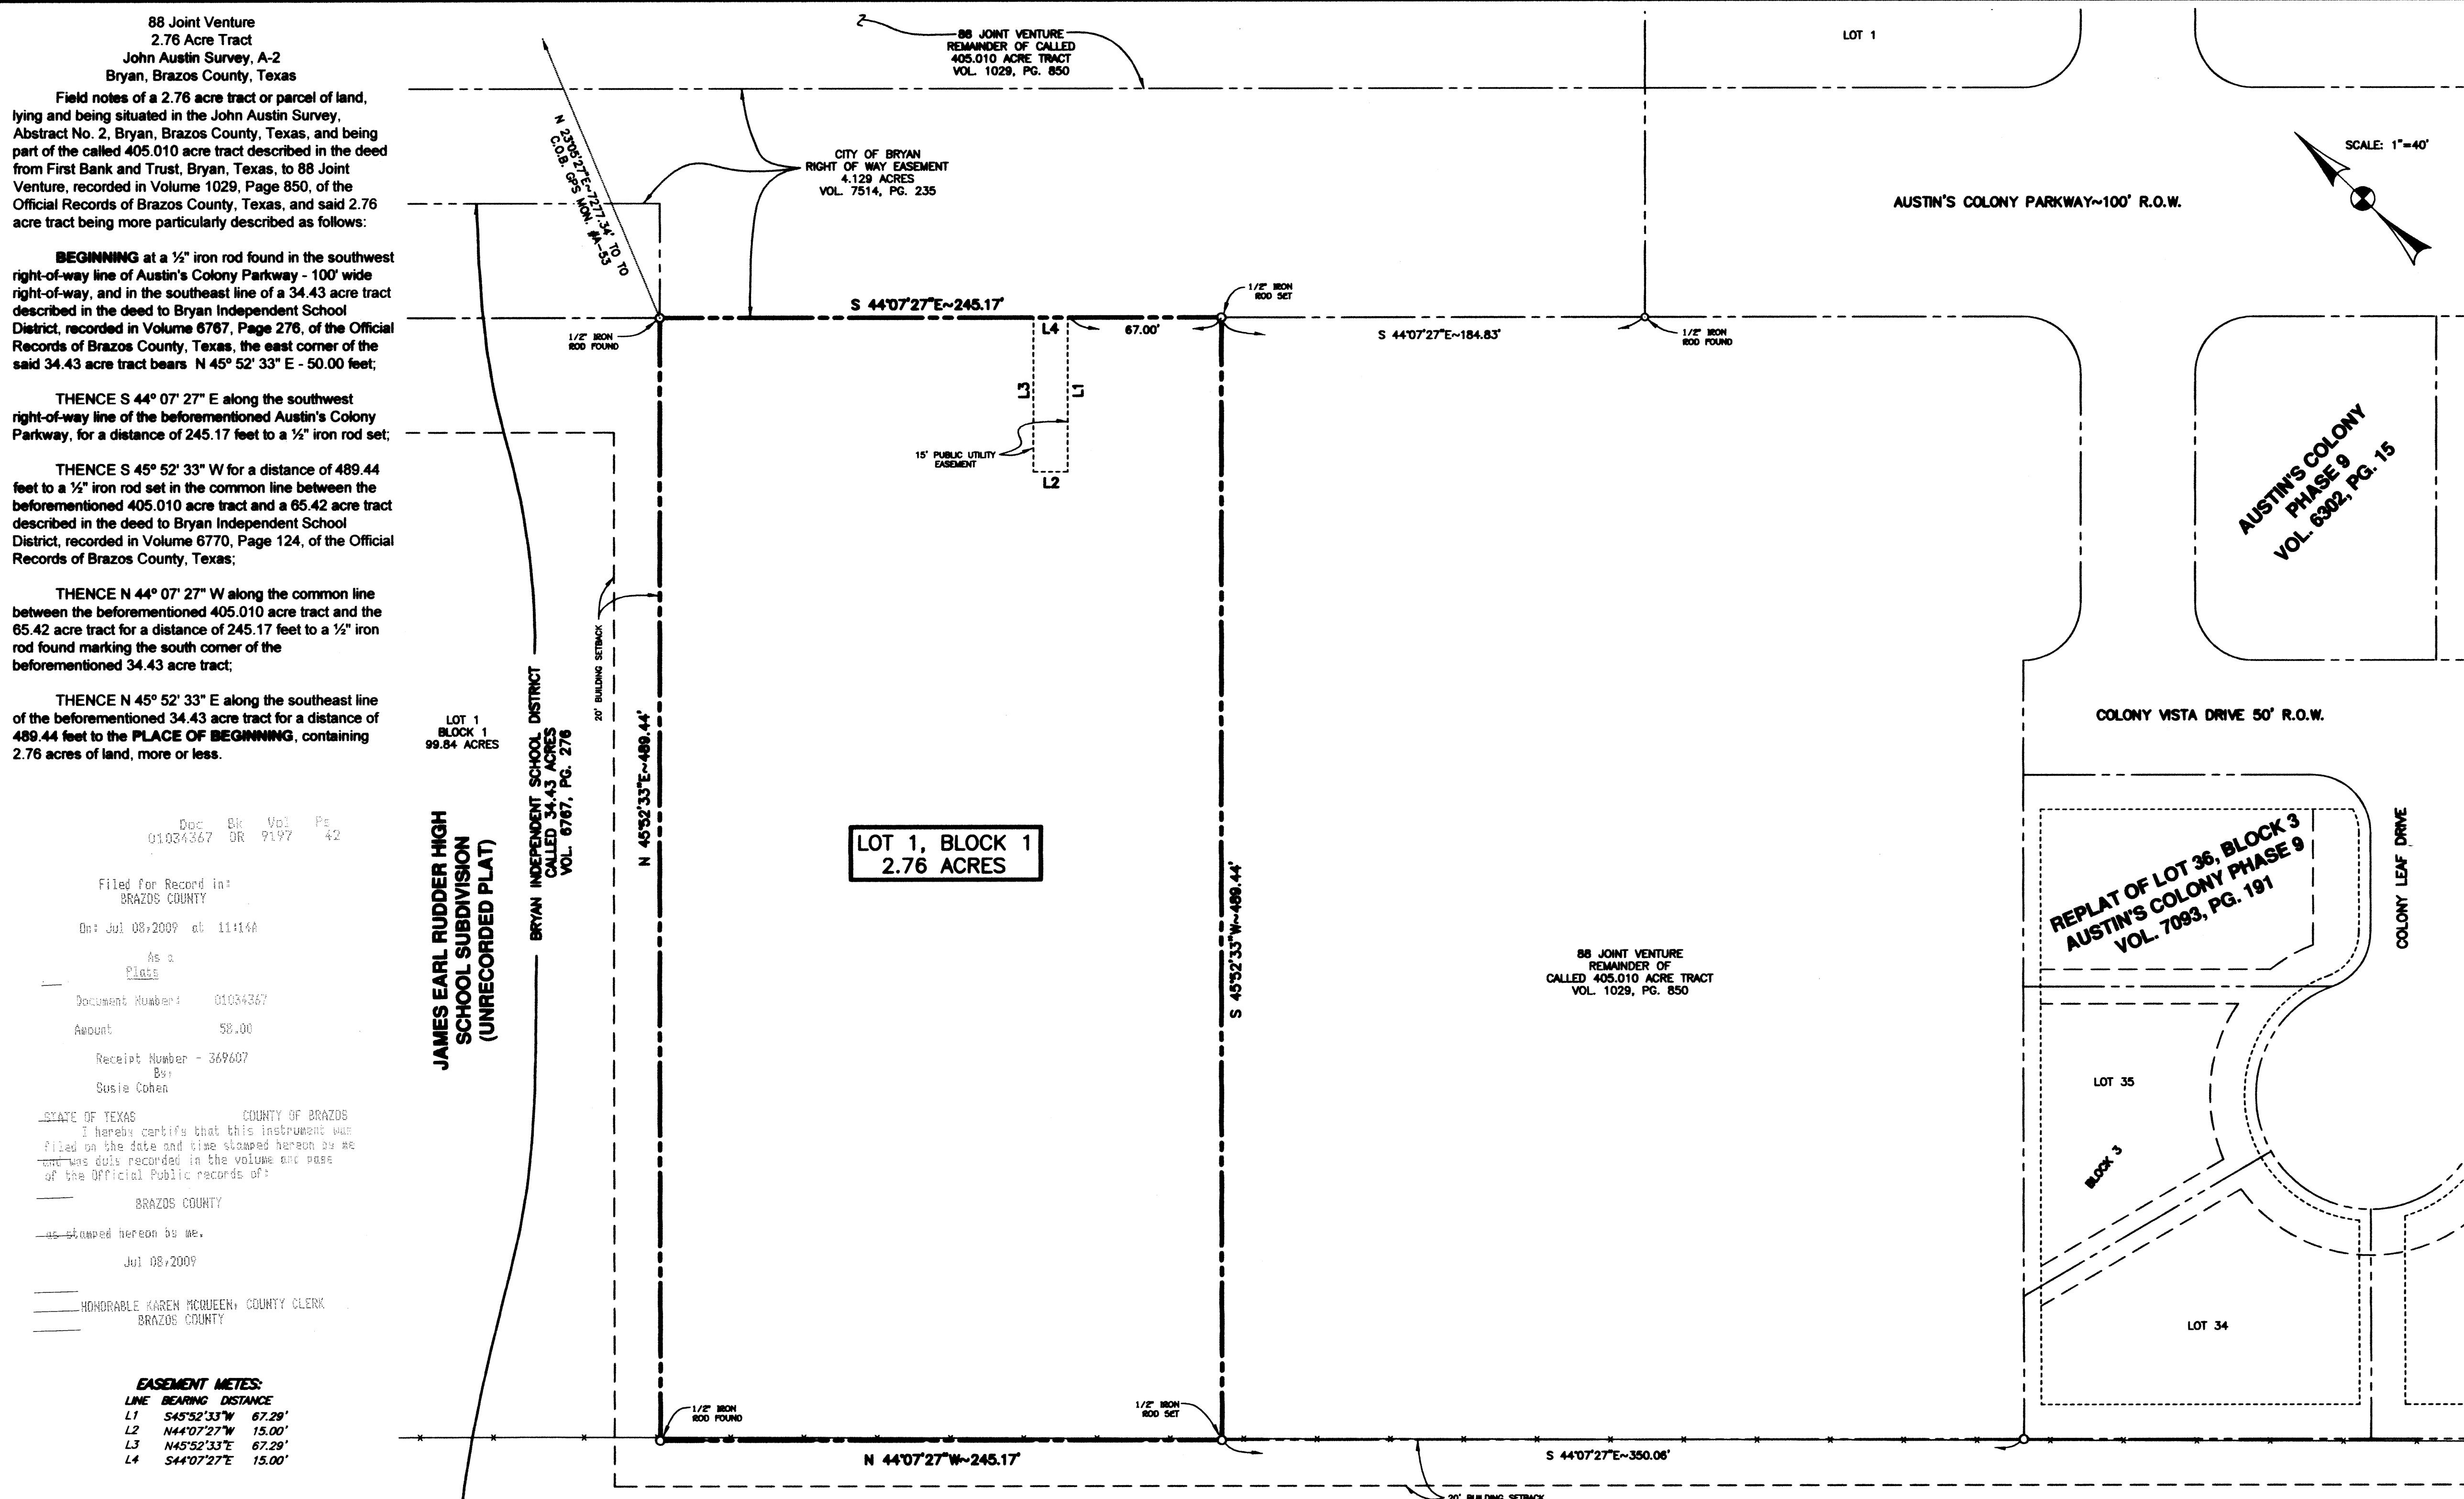 88 Joint Venture
2.76 Acre Tract
John Austin Survey, A-2
Bryan, Brazos County, Texas
Field notes of a 2.76 acre tract or parcel of land,
lying and being situated in the John Austin Survey,
Abstract No. 2, Bryan, Brazos County, Texas, and being
part of the called 405.010 acre tract described in the deed
from First Bank and Trust, Bryan, Texas, to 88 Joint
Venture, recorded in Volume 1029, Page 850, of the
Official Records of Brazos County, Texas, and said 2.76
acre tract being more particularly described as follows:
BEGINNING at a ½" iron rod found in the southwest
right-of-way line of Austin's Colony Parkway - 100' wide
right-of-way, and in the southeast line of a 34.43 acre tract
described in the deed to Bryan Independent School
District, recorded in Volume 6767, Page 276, of the Official
Records of Brazos County, Texas, the east corner of the
said 34.43 acre tract bears N 45° 52' 33" E - 50.00 feet;
THENCE S 44° 07' 27" E along the southwest
right-of-way line of the beforementioned Austin's Colony
Parkway, for a distance of 245.17 feet to a ½" iron rod set;
THENCE S 45° 52' 33" W for a distance of 489.44
feet to a ½" iron rod set in the common line between the
beforementioned 405.010 acre tract and a 65.42 acre tract
described in the deed to Bryan Independent School
District, recorded in Volume 6770, Page 124, of the Official
Records of Brazos County, Texas;
THENCE N 44° 07' 27" W along the common line
between the beforementioned 405.010 acre tract and the
65.42 acre tract for a distance of 245.17 feet to a ½" iron
rod found marking the south corner of the
beforementioned 34.43 acre tract;
THENCE N 45° 52' 33" E along the southeast line
of the beforementioned 34.43 acre tract for a distance of
489.44 feet to the PLACE OF BEGINNING, containing
2.76 acres of land, more or less.
Doc Bk Vol Pg
01034367 OR 9197 42
Filed for Record in:
BRAZOS COUNTY
On: Jul 08,2009 at 11:14A
As a
Plats
Document Number: 01034367
Amount 58.00
Receipt Number - 369607
By,
Susie Cohen
STATE OF TEXAS COUNTY OF BRAZOS
I hereby certify that this instrument was
filed on the date and time stamped hereon by me
and was duly recorded in the volume and page
of the Official Public records of:
BRAZOS COUNTY
as stamped hereon by me.
Jul 08,2009
HONORABLE KAREN MCQUEEN, COUNTY CLERK
BRAZOS COUNTY
EASEMENT METES:
LINE BEARING DISTANCE
L1 S45°52'33"W 67.29'
L2 N44°07'27"W 15.00'
L3 N45°52'33"E 67.29'
L4 S44°07'27"E 15.00'
88 JOINT VENTURE
REMAINDER OF CALLED
405.010 ACRE TRACT
VOL. 1029, PG. 850
LOT 1
N 23°05'27"E~7277.34' TO TO
C.O.B. GPS MON. #A-53
CITY OF BRYAN
RIGHT OF WAY EASEMENT
4.129 ACRES
VOL. 7514, PG. 235
SCALE: 1"=40'
AUSTIN'S COLONY PARKWAY~100' R.O.W.
1/2" IRON
ROD FOUND
S 44°07'27"E~245.17'
L4
67.00'
1/2" IRON
ROD SET
S 44°07'27"E~184.83'
1/2" IRON
ROD FOUND
L3
L1
15' PUBLIC UTILITY
EASEMENT
L2
AUSTIN'S COLONY
PHASE 9
VOL. 6302, PG. 15
20' BUILDING SETBACK
LOT 1
BLOCK 1
99.84 ACRES
BRYAN INDEPENDENT SCHOOL DISTRICT
CALLED 34.43 ACRES
VOL. 6767, PG. 276
N 45°52'33"E~489.44'
JAMES EARL RUDDER HIGH
SCHOOL SUBDIVISION
(UNRECORDED PLAT)
LOT 1, BLOCK 1
2.76 ACRES
S 45°52'33"W~489.44'
88 JOINT VENTURE
REMAINDER OF
CALLED 405.010 ACRE TRACT
VOL. 1029, PG. 850
COLONY VISTA DRIVE 50' R.O.W.
REPLAT OF LOT 36, BLOCK 3
AUSTIN'S COLONY PHASE 9
VOL. 7093, PG. 191
COLONY LEAF DRIVE
LOT 35
BLOCK 3
LOT 34
1/2" IRON
ROD FOUND
1/2" IRON
ROD SET
N 44°07'27"W~245.17'
S 44°07'27"E~350.06'
20' BUILDING SETBACK